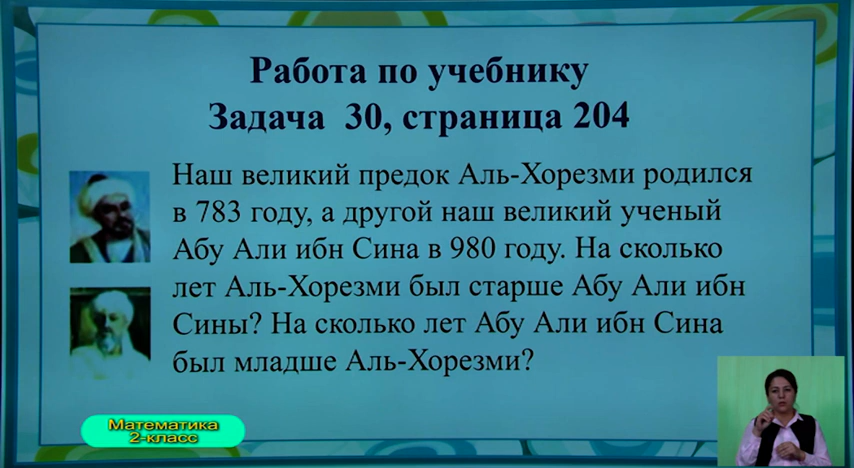 Работа по учебнику
Задача 30, страница 204
Наш великий предок Аль-Хорезми родился
в 783 году, а другой наш великий ученый
Абу Али ибн Сина в 980 году. На сколько
лет Аль-Хорезми был старше Абу Али ибн
Сины? На сколько лет Абу Али ибн Сина
был младше Аль-Хорезми?
Математика
2-класс